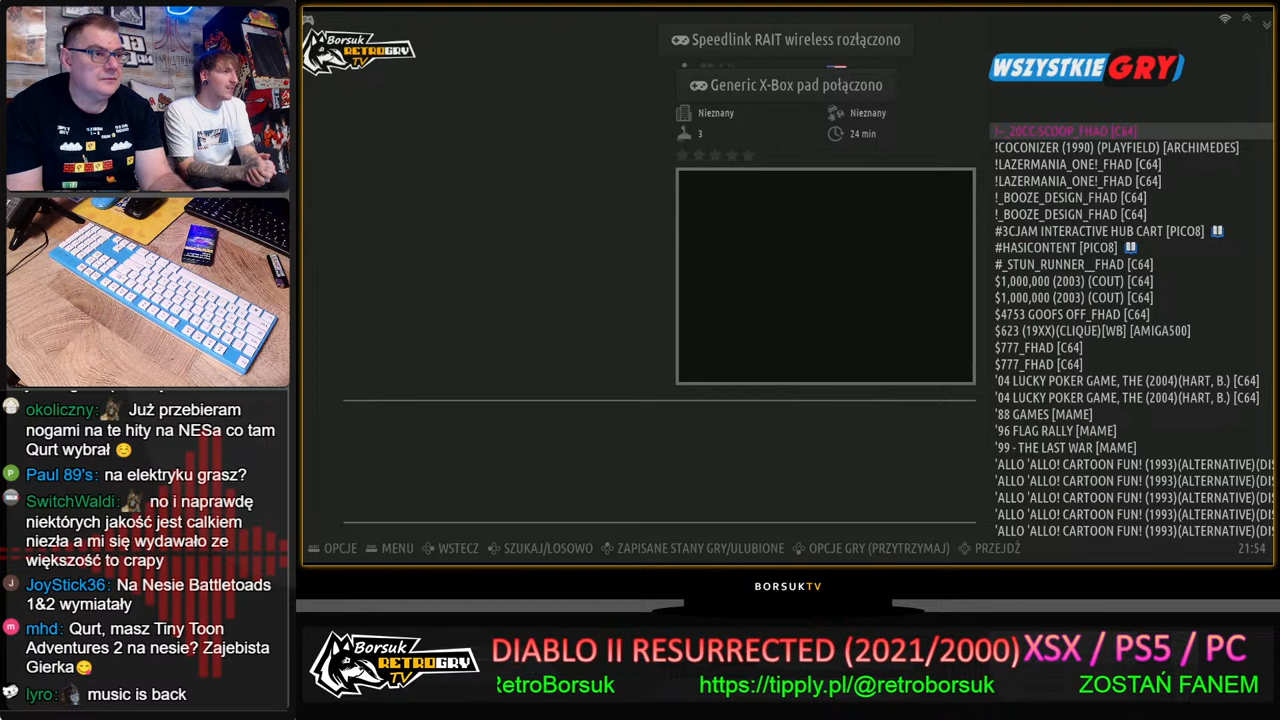 Borsuk
RETROGRY
TV
Speedlink RAIT wireless rozłączono
Generic X-Box pad połączono
Nieznany
Nieznany
3
24 min
WSZYSTKIE GRY
!-_20CC-SCOOP_FHAD [C64]
!COCONIZER (1990) (PLAYFIELD) [ARCHIMEDES]
!LAZERMANIA_ONE!_FHAD [C64]
!LAZERMANIA_ONE!_FHAD [C64]
!_BOOZE_DESIGN_FHAD [C64]
!_BOOZE_DESIGN_FHAD [C64]
#3CJAM INTERACTIVE HUB CART [PICO8]
#HASICONTENT [PICO8]
#_STUN_RUNNER__FHAD [C64]
$1,000,000 (2003) (COUT) [C64]
$1,000,000 (2003) (COUT) [C64]
$4753 GOOFS OFF_FHAD [C64]
$623 (19XX)(CLIQUE)[WB] [AMIGA500]
$777_FHAD [C64]
$777_FHAD [C64]
'04 LUCKY POKER GAME, THE (2004)(HART, B.) [C64]
'04 LUCKY POKER GAME, THE (2004)(HART, B.) [C64]
'88 GAMES [MAME]
'96 FLAG RALLY [MAME]
'99 - THE LAST WAR [MAME]
'ALLO 'ALLO! CARTOON FUN! (1993)(ALTERNATIVE)(DIS
'ALLO 'ALLO! CARTOON FUN! (1993)(ALTERNATIVE)(DIS
'ALLO 'ALLO! CARTOON FUN! (1993)(ALTERNATIVE)(DIS
'ALLO 'ALLO! CARTOON FUN! (1993)(ALTERNATIVE)(DIS
'ALLO 'ALLO! CARTOON FUN! (1993)(ALTERNATIVE)(DIS
OPCJE MENU WSTECZ SZUKAJ/LOSOWO ZAPISANE STANY GRY/ULUBIONE OPCJE GRY (PRZYTRZYMAJ) PRZEJDŹ 21:54
okoliczny: Już przebieram
nogami na te hity na NESa co tam
Qurt wybrał ☺️
Paul 89's: na elektryku grasz?
SwitchWaldi: no i naprawdę
niektórych jakość jest calkiem
niezła a mi się wydawało ze
większość to crapy
JoyStick36: Na Nesie Battletoads
1&2 wymiatały
mhd: Qurt, masz Tiny Toon
Adventures 2 na nesie? Zajebista
Gierka😋
lyro: music is back
BORSUKTV
Borsuk
RETROGRY
TV
DIABLO II RESURRECTED (2021/2000) XSX / PS5 / PC
RetroBorsuk https://tipply.pl/@retroborsuk ZOSTAŃ FANEM